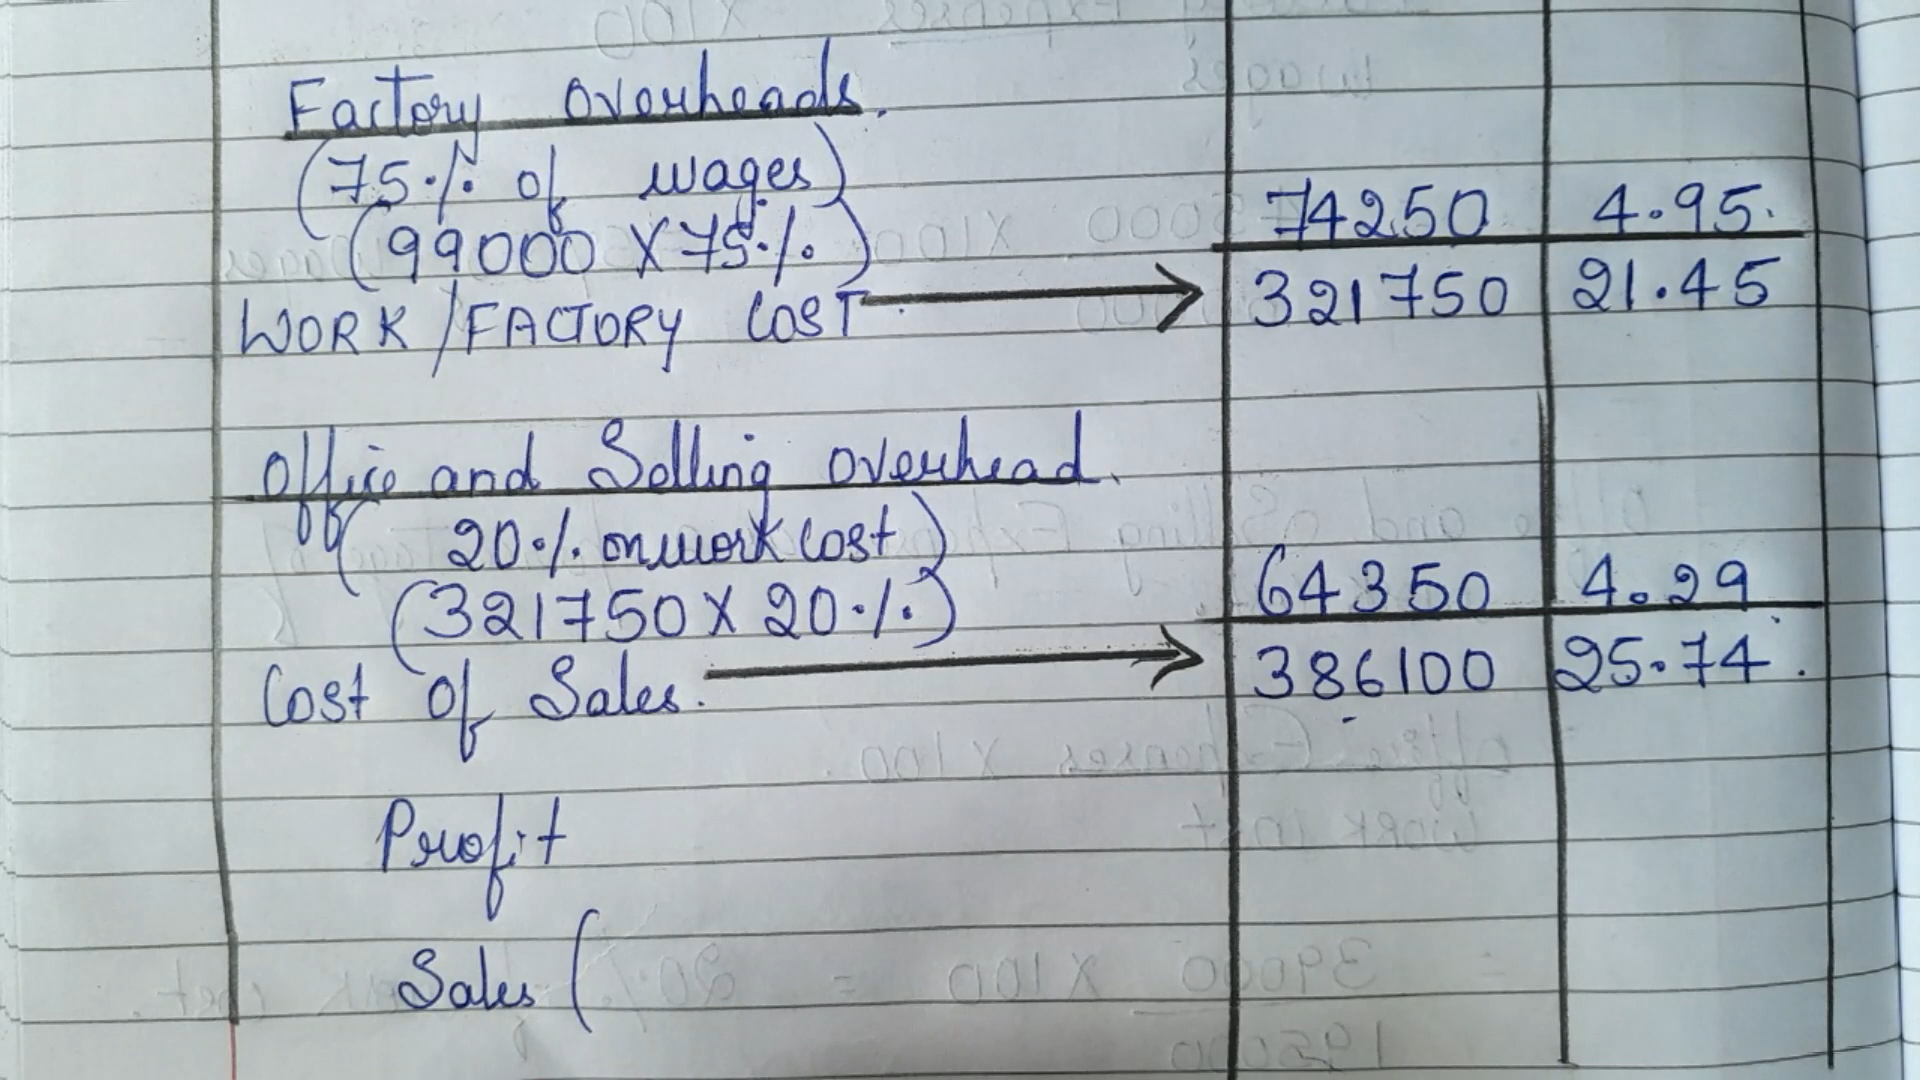 Factory Overheads.
(75% of wages)
(99000 X 75%) 74250 4.95.
WORK/FACTORY COST → 321750 21.45
Office and Selling overhead.
(20% on work cost)
(321750 X 20%) 64350 4.29
Cost of Sales. → 386100 25.74.
Profit
Sales (